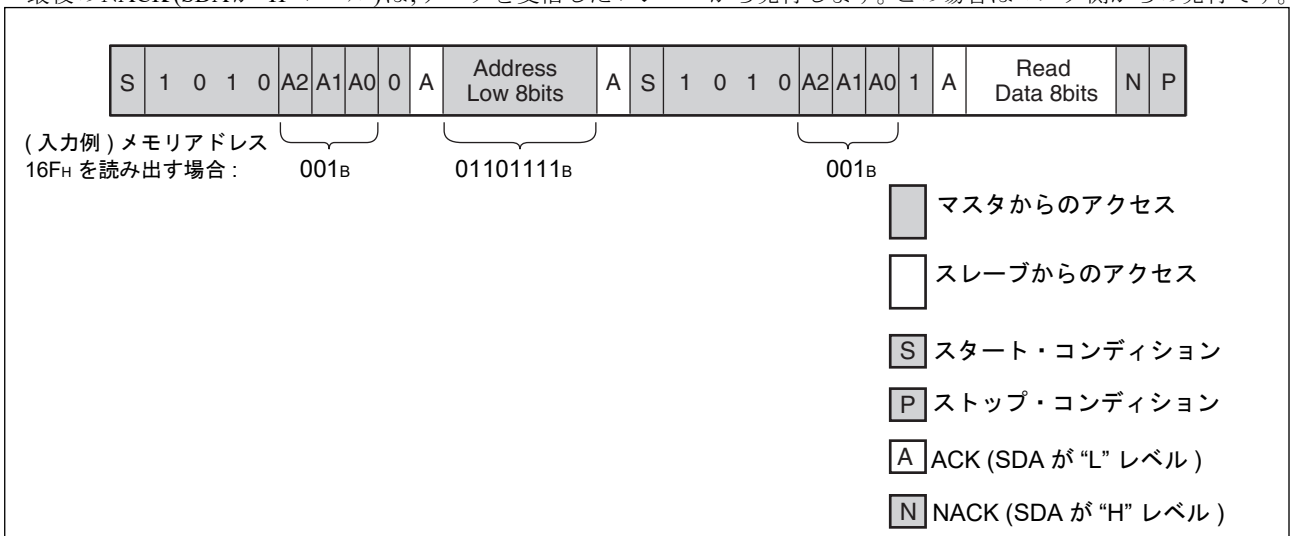 S 1 0 1 0 A2 A1 A0 0 A Address Low 8bits A S 1 0 1 0 A2 A1 A0 1 A Read Data 8bits N P
( 入力例 ) メモリアドレス
16FH を読み出す場合 : 001B 01101111B 001B
マスタからのアクセス
スレーブからのアクセス
S スタート・コンディション
P ストップ・コンディション
A ACK (SDA が “L” レベル )
N NACK (SDA が “H” レベル )